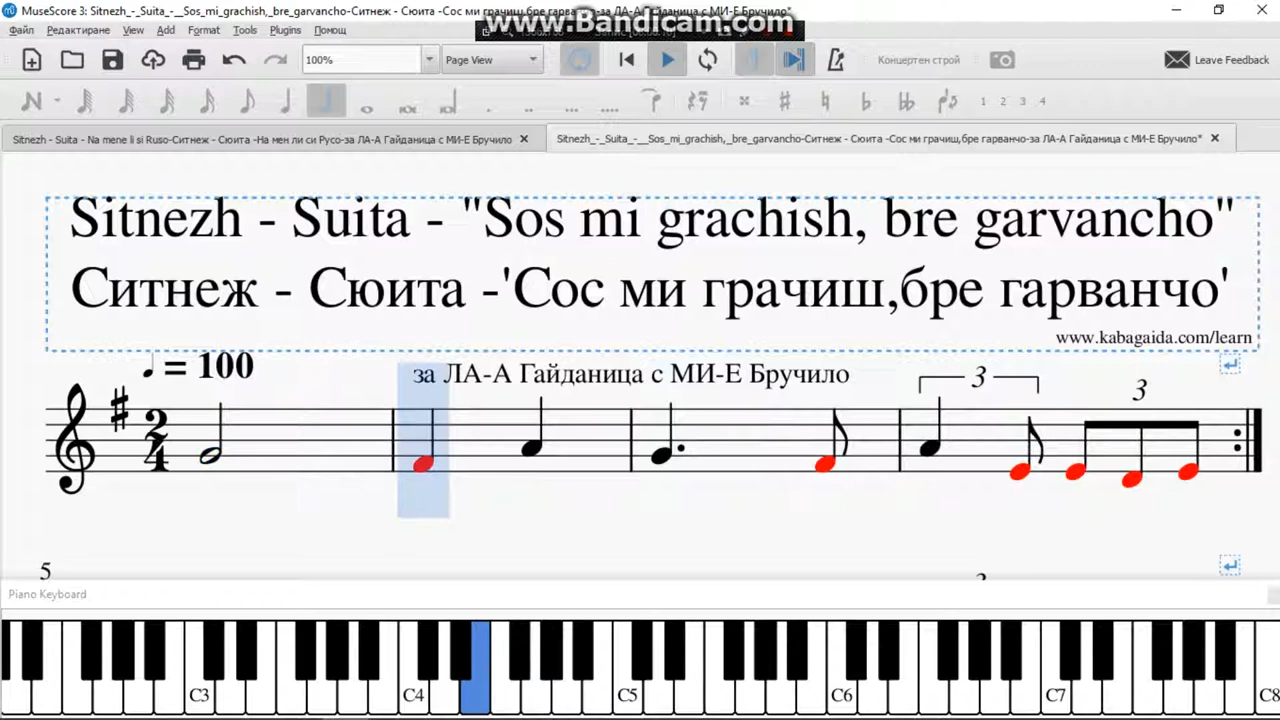 MuseScore 3: Sitnezh_-_Suita_-__Sos_mi_grachish,_bre_garvancho-Ситнеж - Сюита -Сос ми грачиш,бре гарванчо-за ЛА-А Гайданица с МИ-Е Бручило*
www.Bandicam.com
Файл Редактиране View Add Format Tools Plugins Помощ
100% Page View Концертен строй Leave Feedback
1 2 3 4
Sitnezh - Suita - Na mene li si Ruso-Ситнеж - Сюита -На мен ли си Русо-за ЛА-А Гайданица с МИ-Е Бручило
Sitnezh_-_Suita_-__Sos_mi_grachish,_bre_garvancho-Ситнеж - Сюита -Сос ми грачиш,бре гарванчо-за ЛА-А Гайданица с МИ-Е Бручило*
Sitnezh - Suita - "Sos mi grachish, bre garvancho"
Ситнеж - Сюита -'Сос ми грачиш,бре гарванчо'
www.kabagaida.com/learn
= 100
за ЛА-А Гайданица с МИ-Е Бручило
3 3
2
4
5
Piano Keyboard
C3 C4 C5 C6 C7 C8